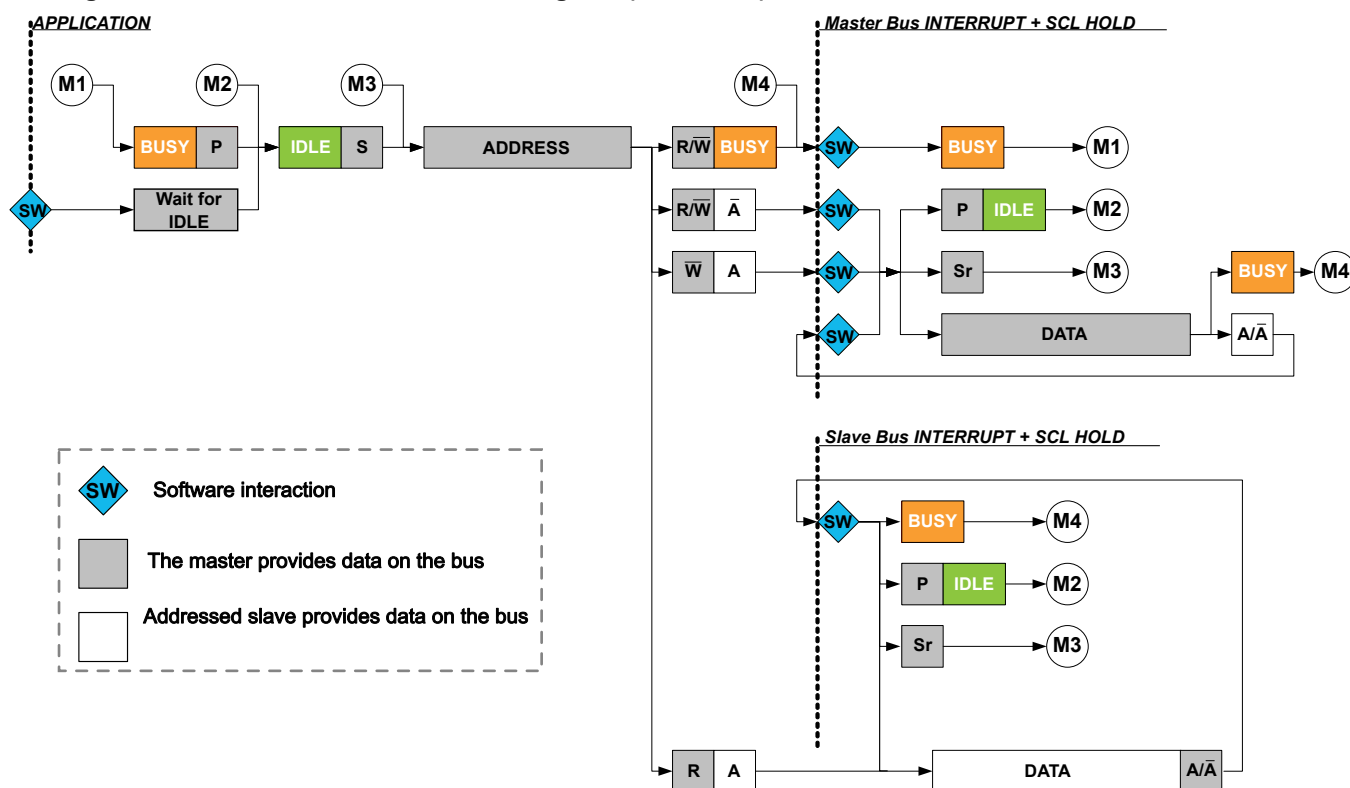 APPLICATION
Master Bus INTERRUPT + SCL HOLD
M1
M2
M3
M4
BUSY P
IDLE S
ADDRESS
R/W̅ BUSY
SW
BUSY
M1
SW
Wait for
IDLE
R/W̅ A̅
SW
P IDLE
M2
W̅ A
SW
Sr
M3
BUSY
M4
SW
DATA
A/A̅
Slave Bus INTERRUPT + SCL HOLD
SW
BUSY
M4
P IDLE
M2
Sr
M3
SW Software interaction
The master provides data on the bus
Addressed slave provides data on the bus
R A
DATA
A/A̅